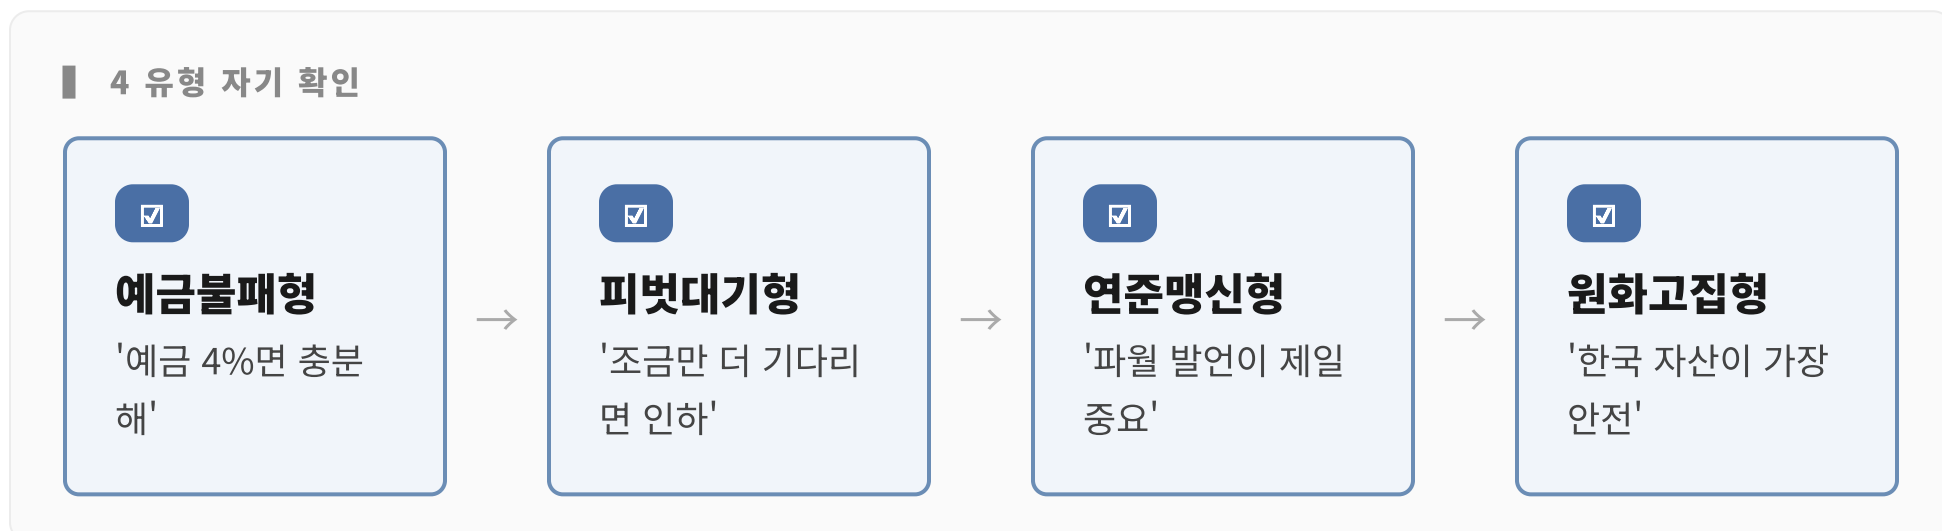 4 유형 자기 확인
☑
예금불패형
'예금 4%면 충분
해'
→
☑
피벗대기형
'조금만 더 기다리
면 인하'
→
☑
연준맹신형
'파월 발언이 제일
중요'
→
☑
원화고집형
'한국 자산이 가장
안전'